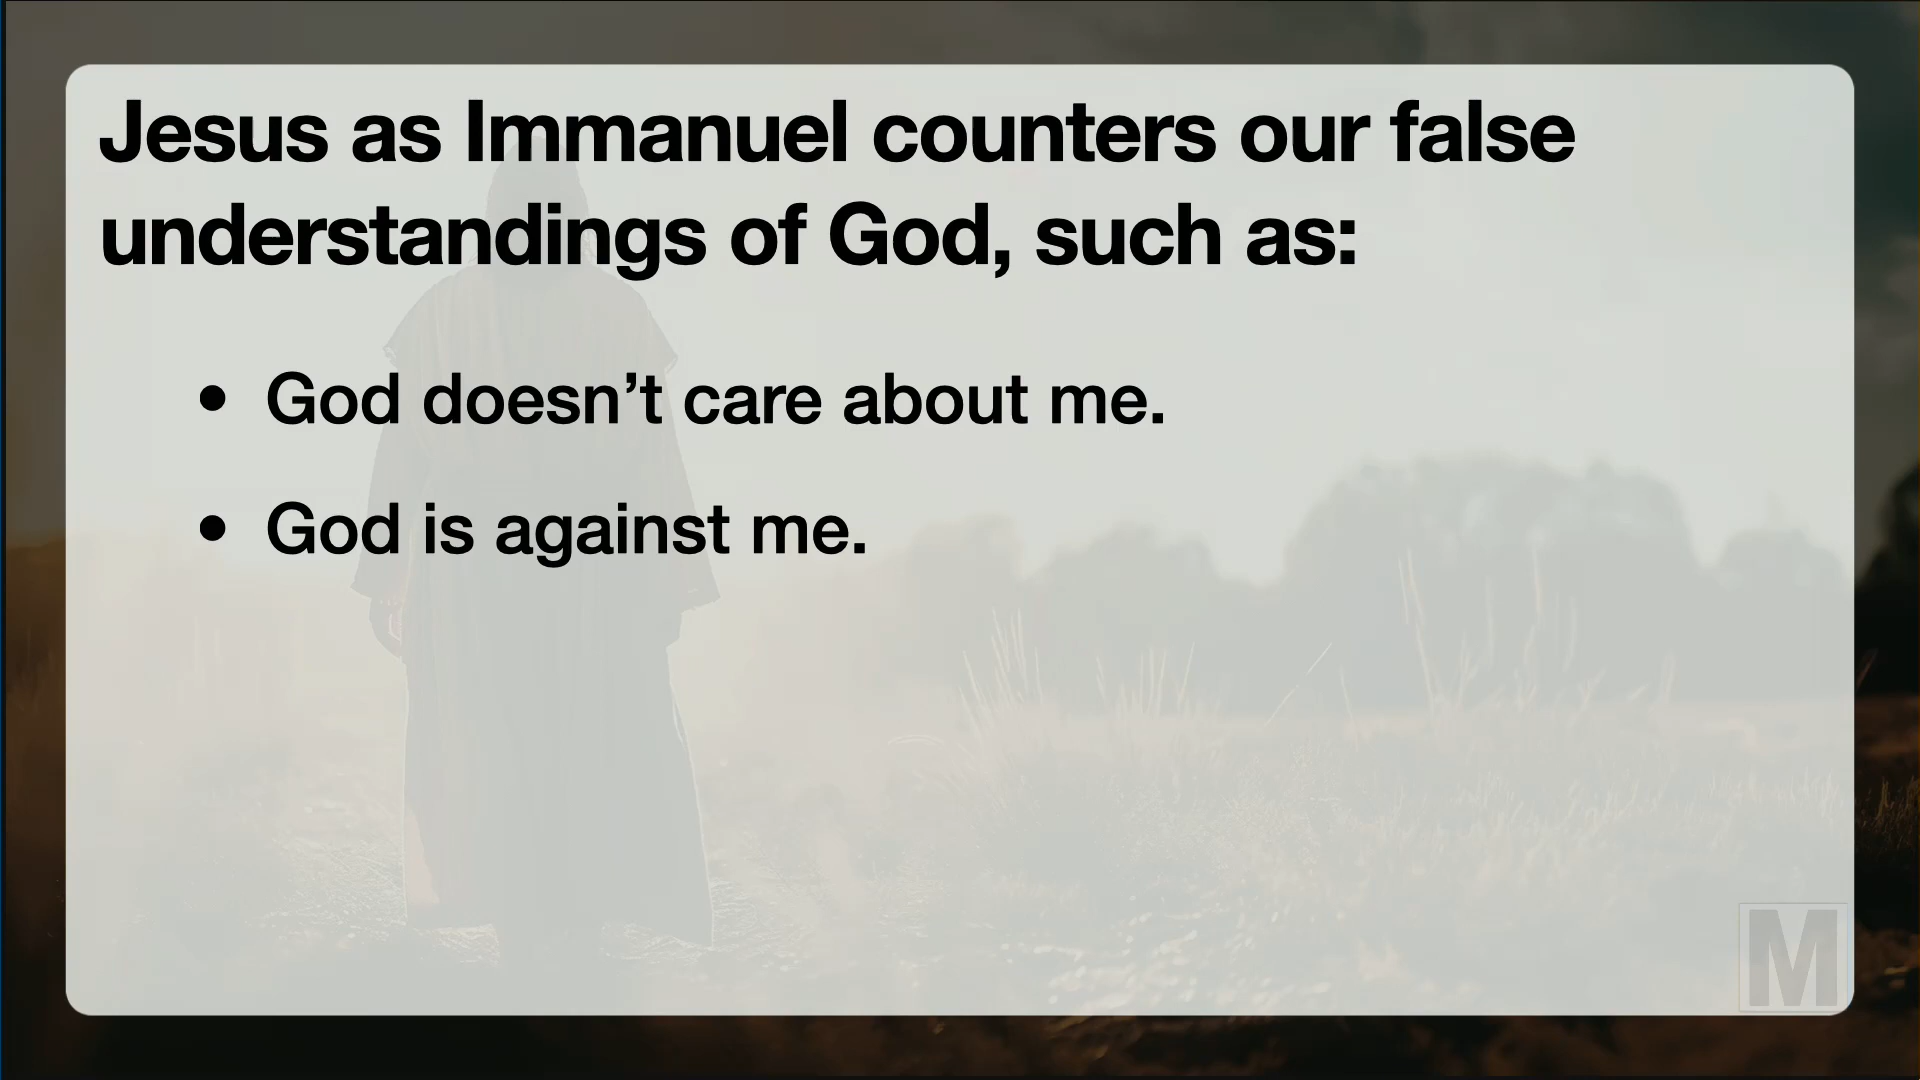 Jesus as Immanuel counters our false
understandings of God, such as:
• God doesn’t care about me.
• God is against me.
M